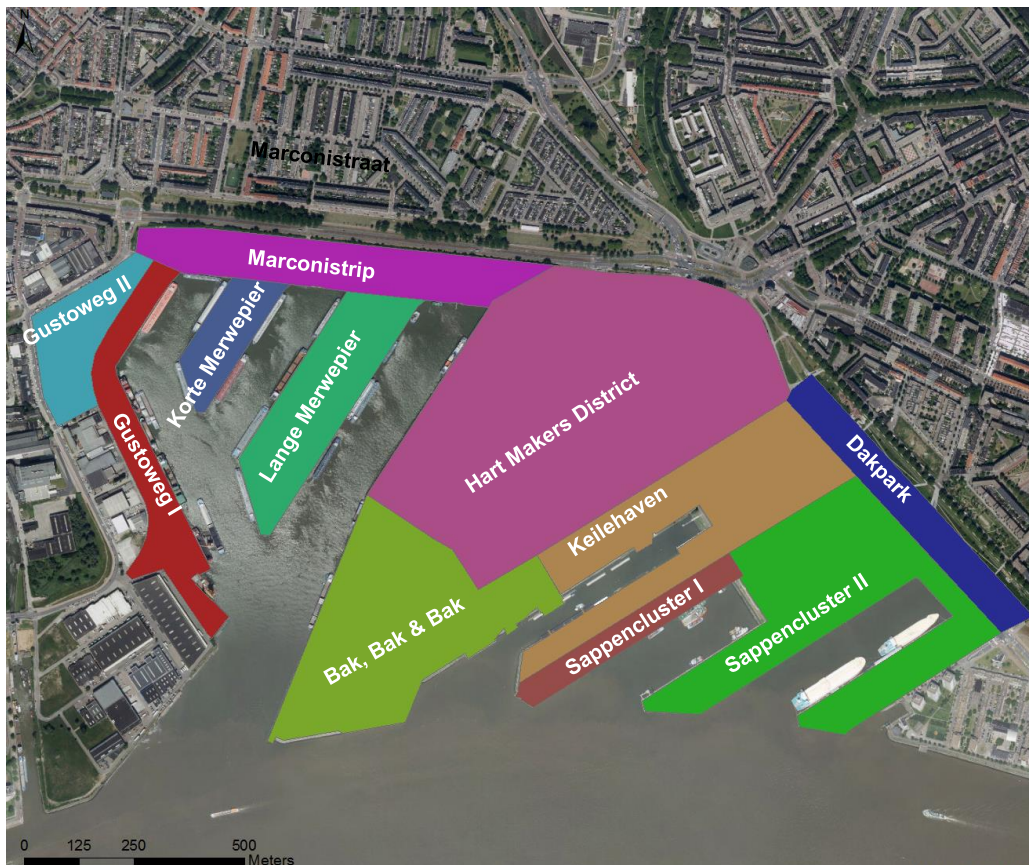 N
Marconistraat
Marconistrip
Gustoweg II
Korte Merwepier
Lange Merwepier
Gustoweg I
Hart Makers District
Dakpark
Keilehaven
Sappencluster I
Sappencluster II
Bak, Bak & Bak
0 125 250 500
Meters